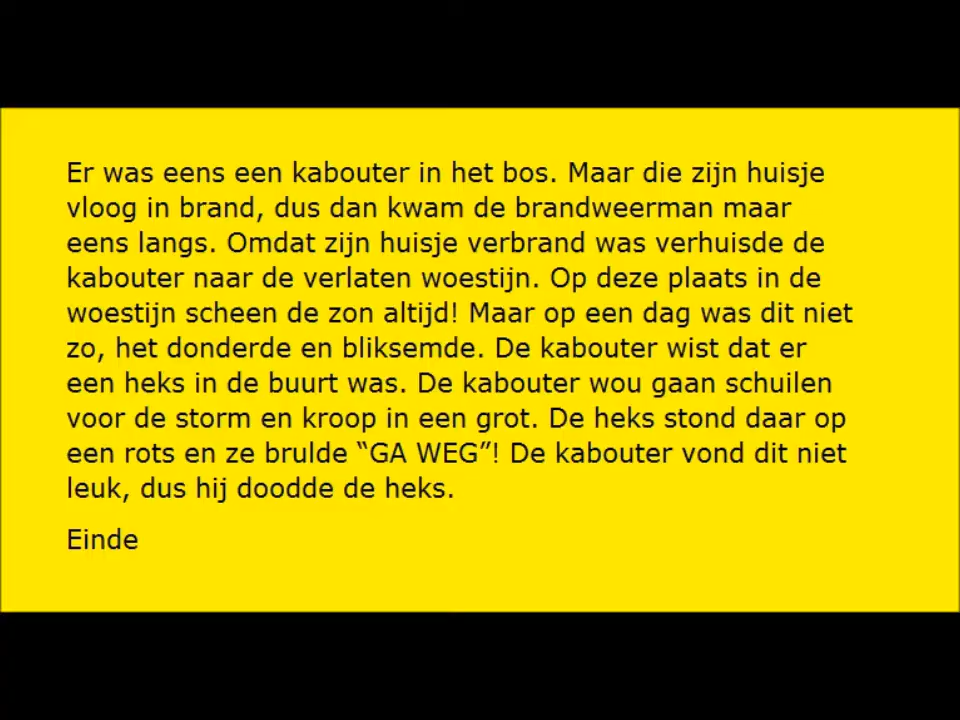 Er was eens een kabouter in het bos. Maar die zijn huisje
vloog in brand, dus dan kwam de brandweerman maar
eens langs. Omdat zijn huisje verbrand was verhuisde de
kabouter naar de verlaten woestijn. Op deze plaats in de
woestijn scheen de zon altijd! Maar op een dag was dit niet
zo, het donderde en bliksemde. De kabouter wist dat er
een heks in de buurt was. De kabouter wou gaan schuilen
voor de storm en kroop in een grot. De heks stond daar op
een rots en ze brulde “GA WEG”! De kabouter vond dit niet
leuk, dus hij doodde de heks.
Einde